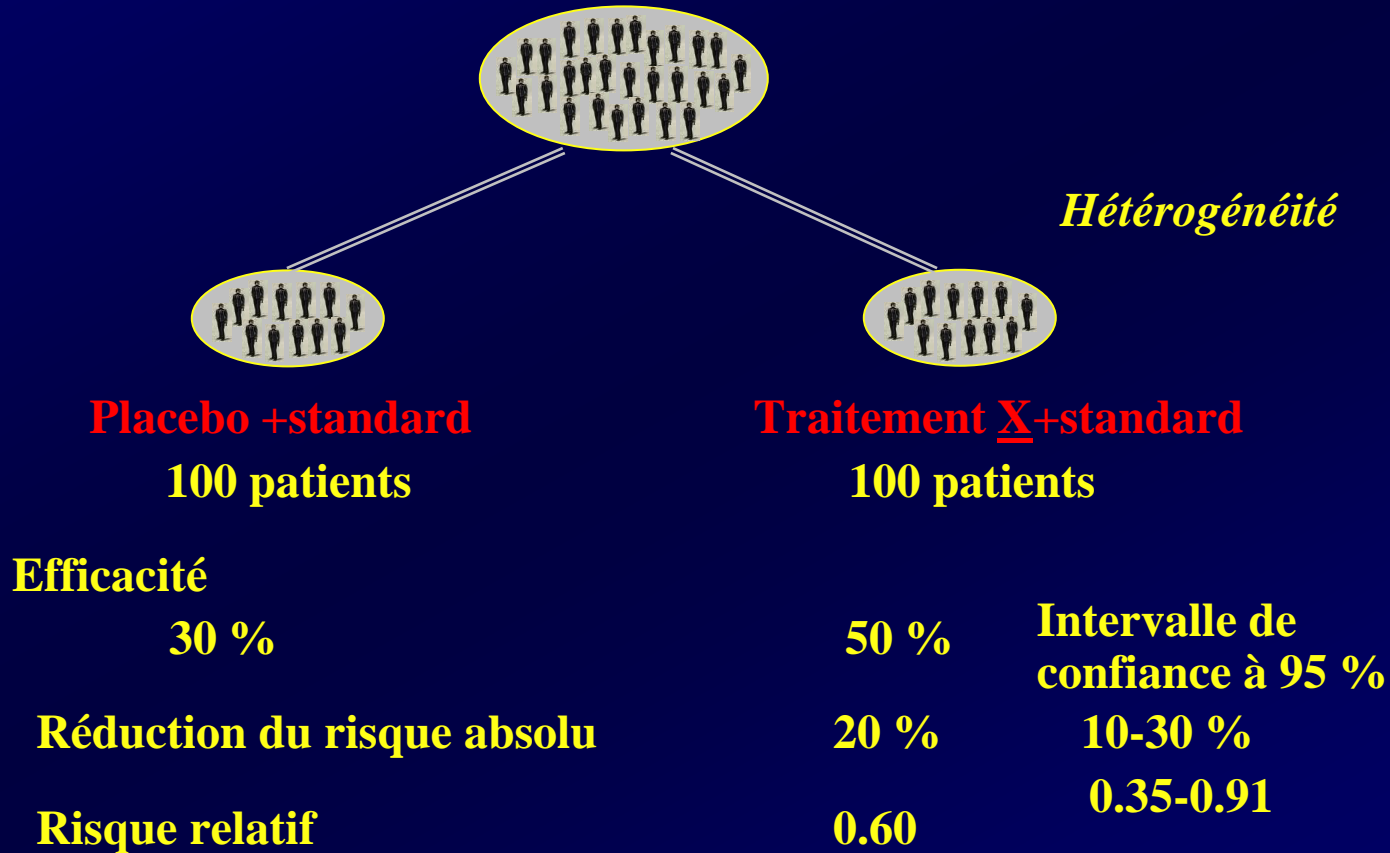 Hétérogénéité
Placebo +standard
Traitement X+standard
100 patients
100 patients
Efficacité
30 %
50 %
Intervalle de
confiance à 95 %
Réduction du risque absolu
20 %
10-30 %
0.35-0.91
Risque relatif
0.60